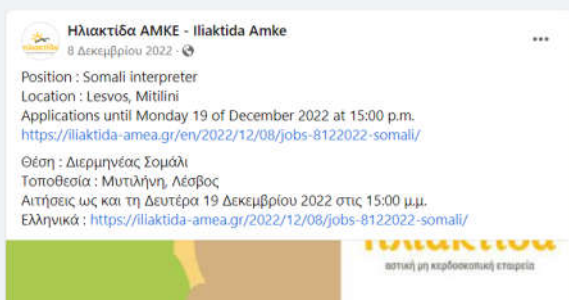 Ηλιακτίδα ΑΜΚΕ - Iliaktida Amke
8 Δεκεμβρίου 2022 ·
Position : Somali interpreter
Location : Lesvos, Mitilini
Applications until Monday 19 of December 2022 at 15:00 p.m.
https://iliaktida-amea.gr/en/2022/12/08/jobs-8122022-somali/
Θέση : Διερμηνέας Σομάλι
Τοποθεσία : Μυτιλήνη, Λέσβος
Αιτήσεις ως και τη Δευτέρα 19 Δεκεμβρίου 2022 στις 15:00 μ.μ.
Ελληνικά : https://iliaktida-amea.gr/2022/12/08/jobs-8122022-somali/
ηλιακτίδα
αστική μη κερδοσκοπική εταιρεία